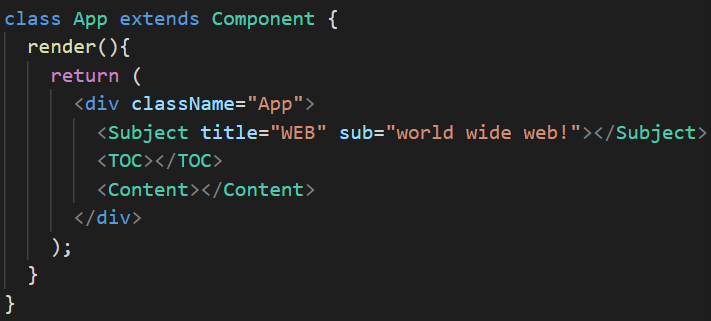 class App extends Component {
  render(){
    return (
      <div className="App">
        <Subject title="WEB" sub="world wide web!"></Subject>
        <TOC></TOC>
        <Content></Content>
      </div>
    );
  }
}